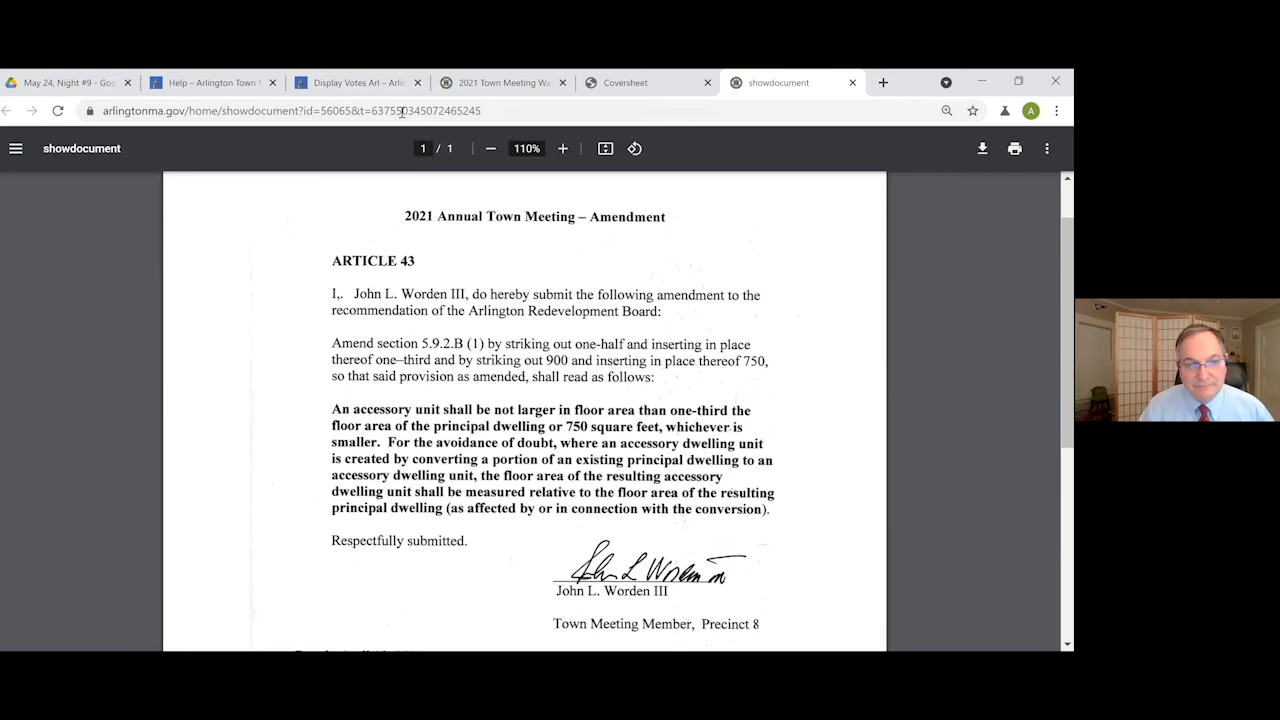 May 24, Night #9 - Goo
Help – Arlington Town
Display Votes Arl – Arlin
2021 Town Meeting Wa
Coversheet
showdocument
arlingtonma.gov/home/showdocument?id=56065&t=637550345072465245
A
showdocument
1 / 1
110%
2021 Annual Town Meeting – Amendment
ARTICLE 43
I,. John L. Worden III, do hereby submit the following amendment to the
recommendation of the Arlington Redevelopment Board:
Amend section 5.9.2.B (1) by striking out one-half and inserting in place
thereof one–third and by striking out 900 and inserting in place thereof 750,
so that said provision as amended, shall read as follows:
An accessory unit shall be not larger in floor area than one-third the
floor area of the principal dwelling or 750 square feet, whichever is
smaller. For the avoidance of doubt, where an accessory dwelling unit
is created by converting a portion of an existing principal dwelling to an
accessory dwelling unit, the floor area of the resulting accessory
dwelling unit shall be measured relative to the floor area of the resulting
principal dwelling (as affected by or in connection with the conversion).
Respectfully submitted.
John L Worden III
John L. Worden III
Town Meeting Member, Precinct 8